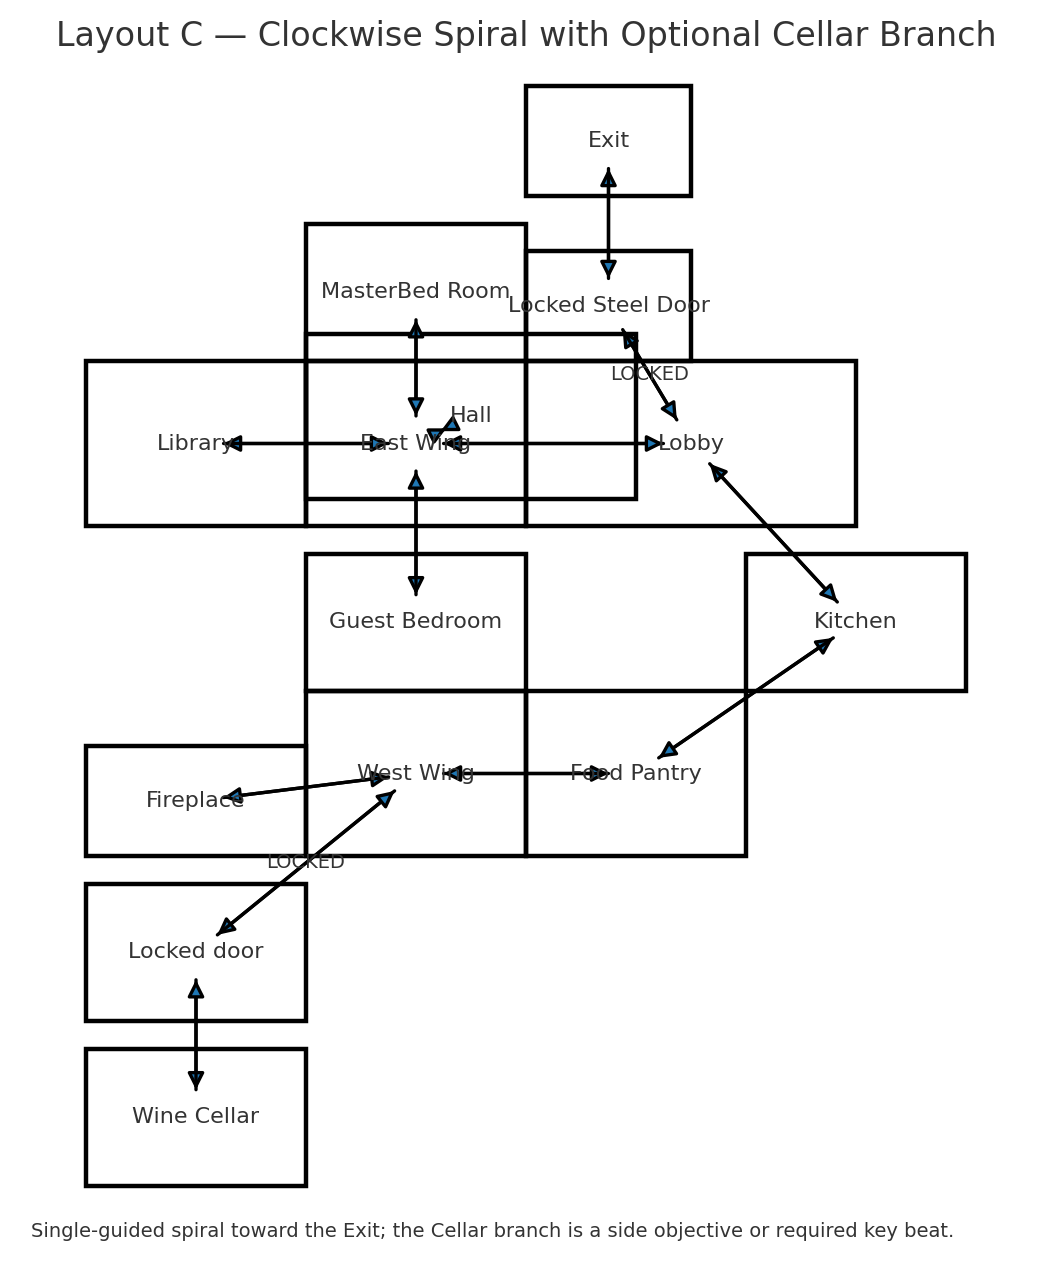 Layout C — Clockwise Spiral with Optional Cellar Branch
Exit
MasterBed Room
Locked Steel Door
LOCKED
Hall
Library
East Wing
Lobby
Guest Bedroom
Kitchen
West Wing
Food Pantry
Fireplace
LOCKED
Locked door
Wine Cellar
Single-guided spiral toward the Exit; the Cellar branch is a side objective or required key beat.